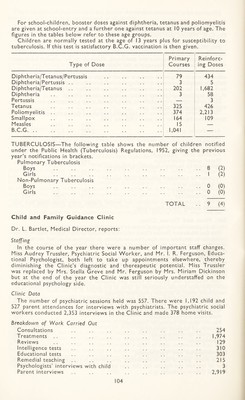 For school-children, booster doses against diphtheria, tetanus and poliomyelitis
are given at school-entry and a further one against tetanus at 10 years of age. The
figures in the tables below refer to these age groups.
Children are normally tested at the age of 13 years plus for susceptibility to
tuberculosis. If this test is satisfactory B.C.G. vaccination is then given.
Type of Dose Primary Courses Reinforcing Doses
Diphtheria/Tetanus/Pertussis .. 79 434
Diphtheria/Pertussis .. 3 5
Diphtheria/Tetanus .. 202 1,682
Diphtheria .. 3 58
Pertussis .. — 3
Tetanus .. 325 426
Poliomyelitis .. 374 2,213
Smallpox .. 164 109
Measles .. 15 —
B.C.G. .. 1,041 —
TUBERCULOSIS—The following table shows the number of children notified
under the Public Health (Tuberculosis) Regulations, 1952, giving the previous
year's notifications in brackets.
Pulmonary Tuberculosis
Boys .. 8 (2)
Girls .. 1 (2)
Non-Pulmonary Tuberculosis
Boys .. 0 (0)
Girls .. 0 (0)
TOTAL .. 9 (4)
Child and Family Guidance Clinic
Dr. L. Bartlet, Medical Director, reports:
Staffing
In the course of the year there were a number of important staff changes.
Miss Audrey Trussler, Psychiatric Social Worker, and Mr. I. R. Ferguson, Educa-
tional Psychologist, both left to take up appointments elsewhere, thereby
diminishing the Clinic's diagnostic and thereapeutic potential. Miss Trussler
was replaced by Mrs. Stella Greve and Mr. Ferguson by Mrs. Miriam Dickinson
but at the end of the year the Clinic was still seriously understaffed on the
educational psychology side.
Clinic Data
The number of psychiatric sessions held was 557. There were 1,192 child and
527 parent attendances for interviews with psychiatrists. The psychiatric social
workers conducted 2,353 interviews in the Clinic and made 378 home visits.
Breakdown of Work Carried Out
Consultations .. 254
Treatments .. 1,974
Reviews .. 129
Intelligence tests .. 310
Educational tests .. 303
Remedial teaching .. 215
Psychologists' interviews with child .. 3
Parent interviews .. 2,919
104